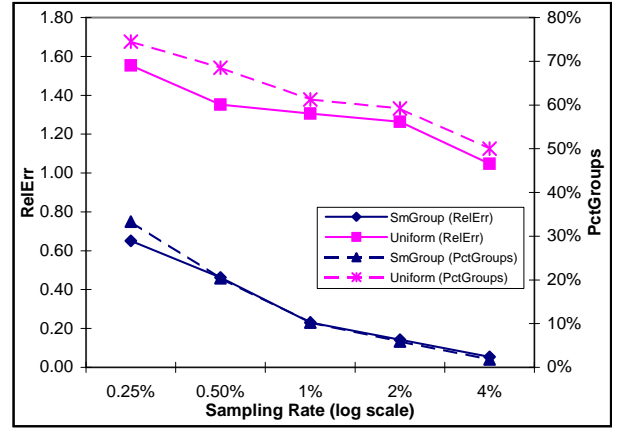 1.80
1.60
1.40
1.20
1.00
0.80
0.60
0.40
0.20
0.00
RelErr
80%
70%
60%
50%
40%
30%
20%
10%
0%
PctGroups
SmGroup (RelErr)
Uniform (RelErr)
SmGroup (PctGroups)
Uniform (PctGroups)
0.25% 0.50% 1% 2% 4%
Sampling Rate (log scale)